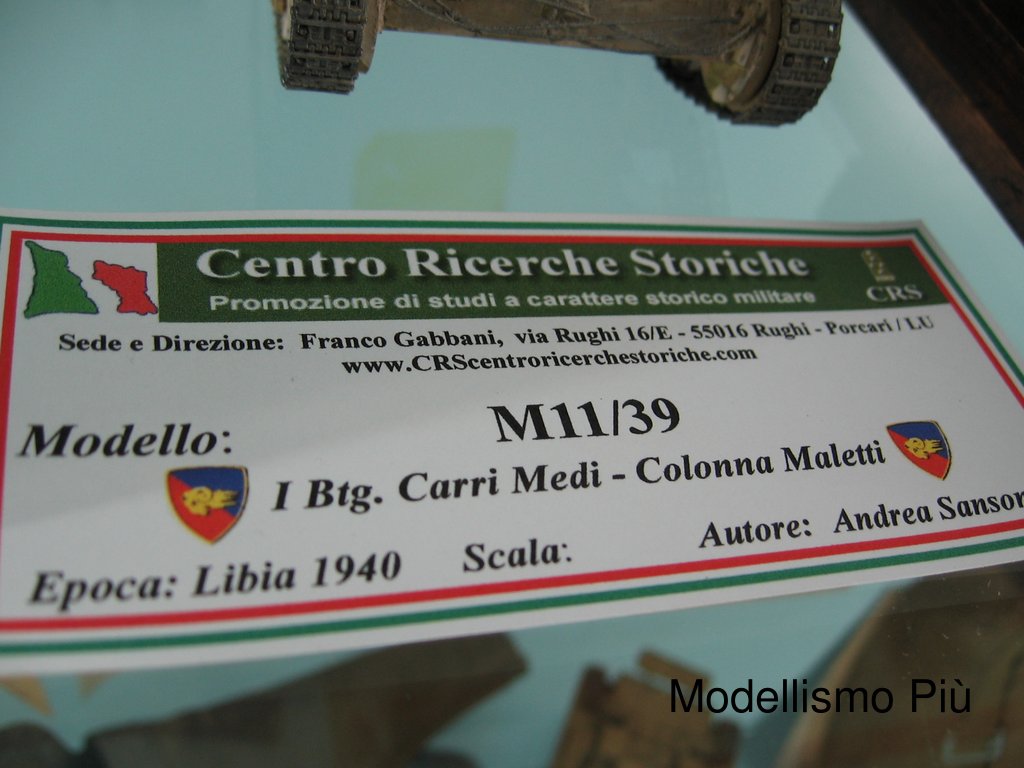 Centro Ricerche Storiche
Promozione di studi a carattere storico militare
CRS
Sede e Direzione: Franco Gabbani, via Rughi 16/E - 55016 Rughi - Porcari / LU
www.CRScentroricerchestoriche.com
Modello: M11/39
I Btg. Carri Medi - Colonna Maletti
Epoca: Libia 1940 Scala: Autore: Andrea
Modellismo Più